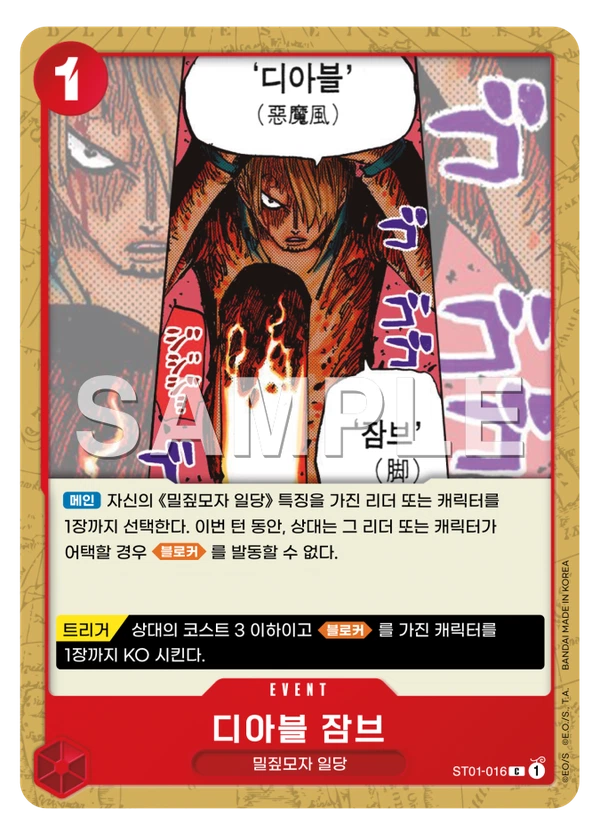 1
'디아블'
(惡魔風)
SAMPLE
'잠브'
(脚)
메인 자신의 《밀짚모자 일당》 특징을 가진 리더 또는 캐릭터를
1장까지 선택한다. 이번 턴 동안, 상대는 그 리더 또는 캐릭터가
어택할 경우 블로커 를 발동할 수 없다.
트리거 상대의 코스트 3 이하이고 블로커 를 가진 캐릭터를
1장까지 KO 시킨다.
EVENT
디아블 잠브
밀짚모자 일당
ST01-016 C 1
©E.O/S. ©E.O./S., T.A. BANDAI MADE IN KOREA